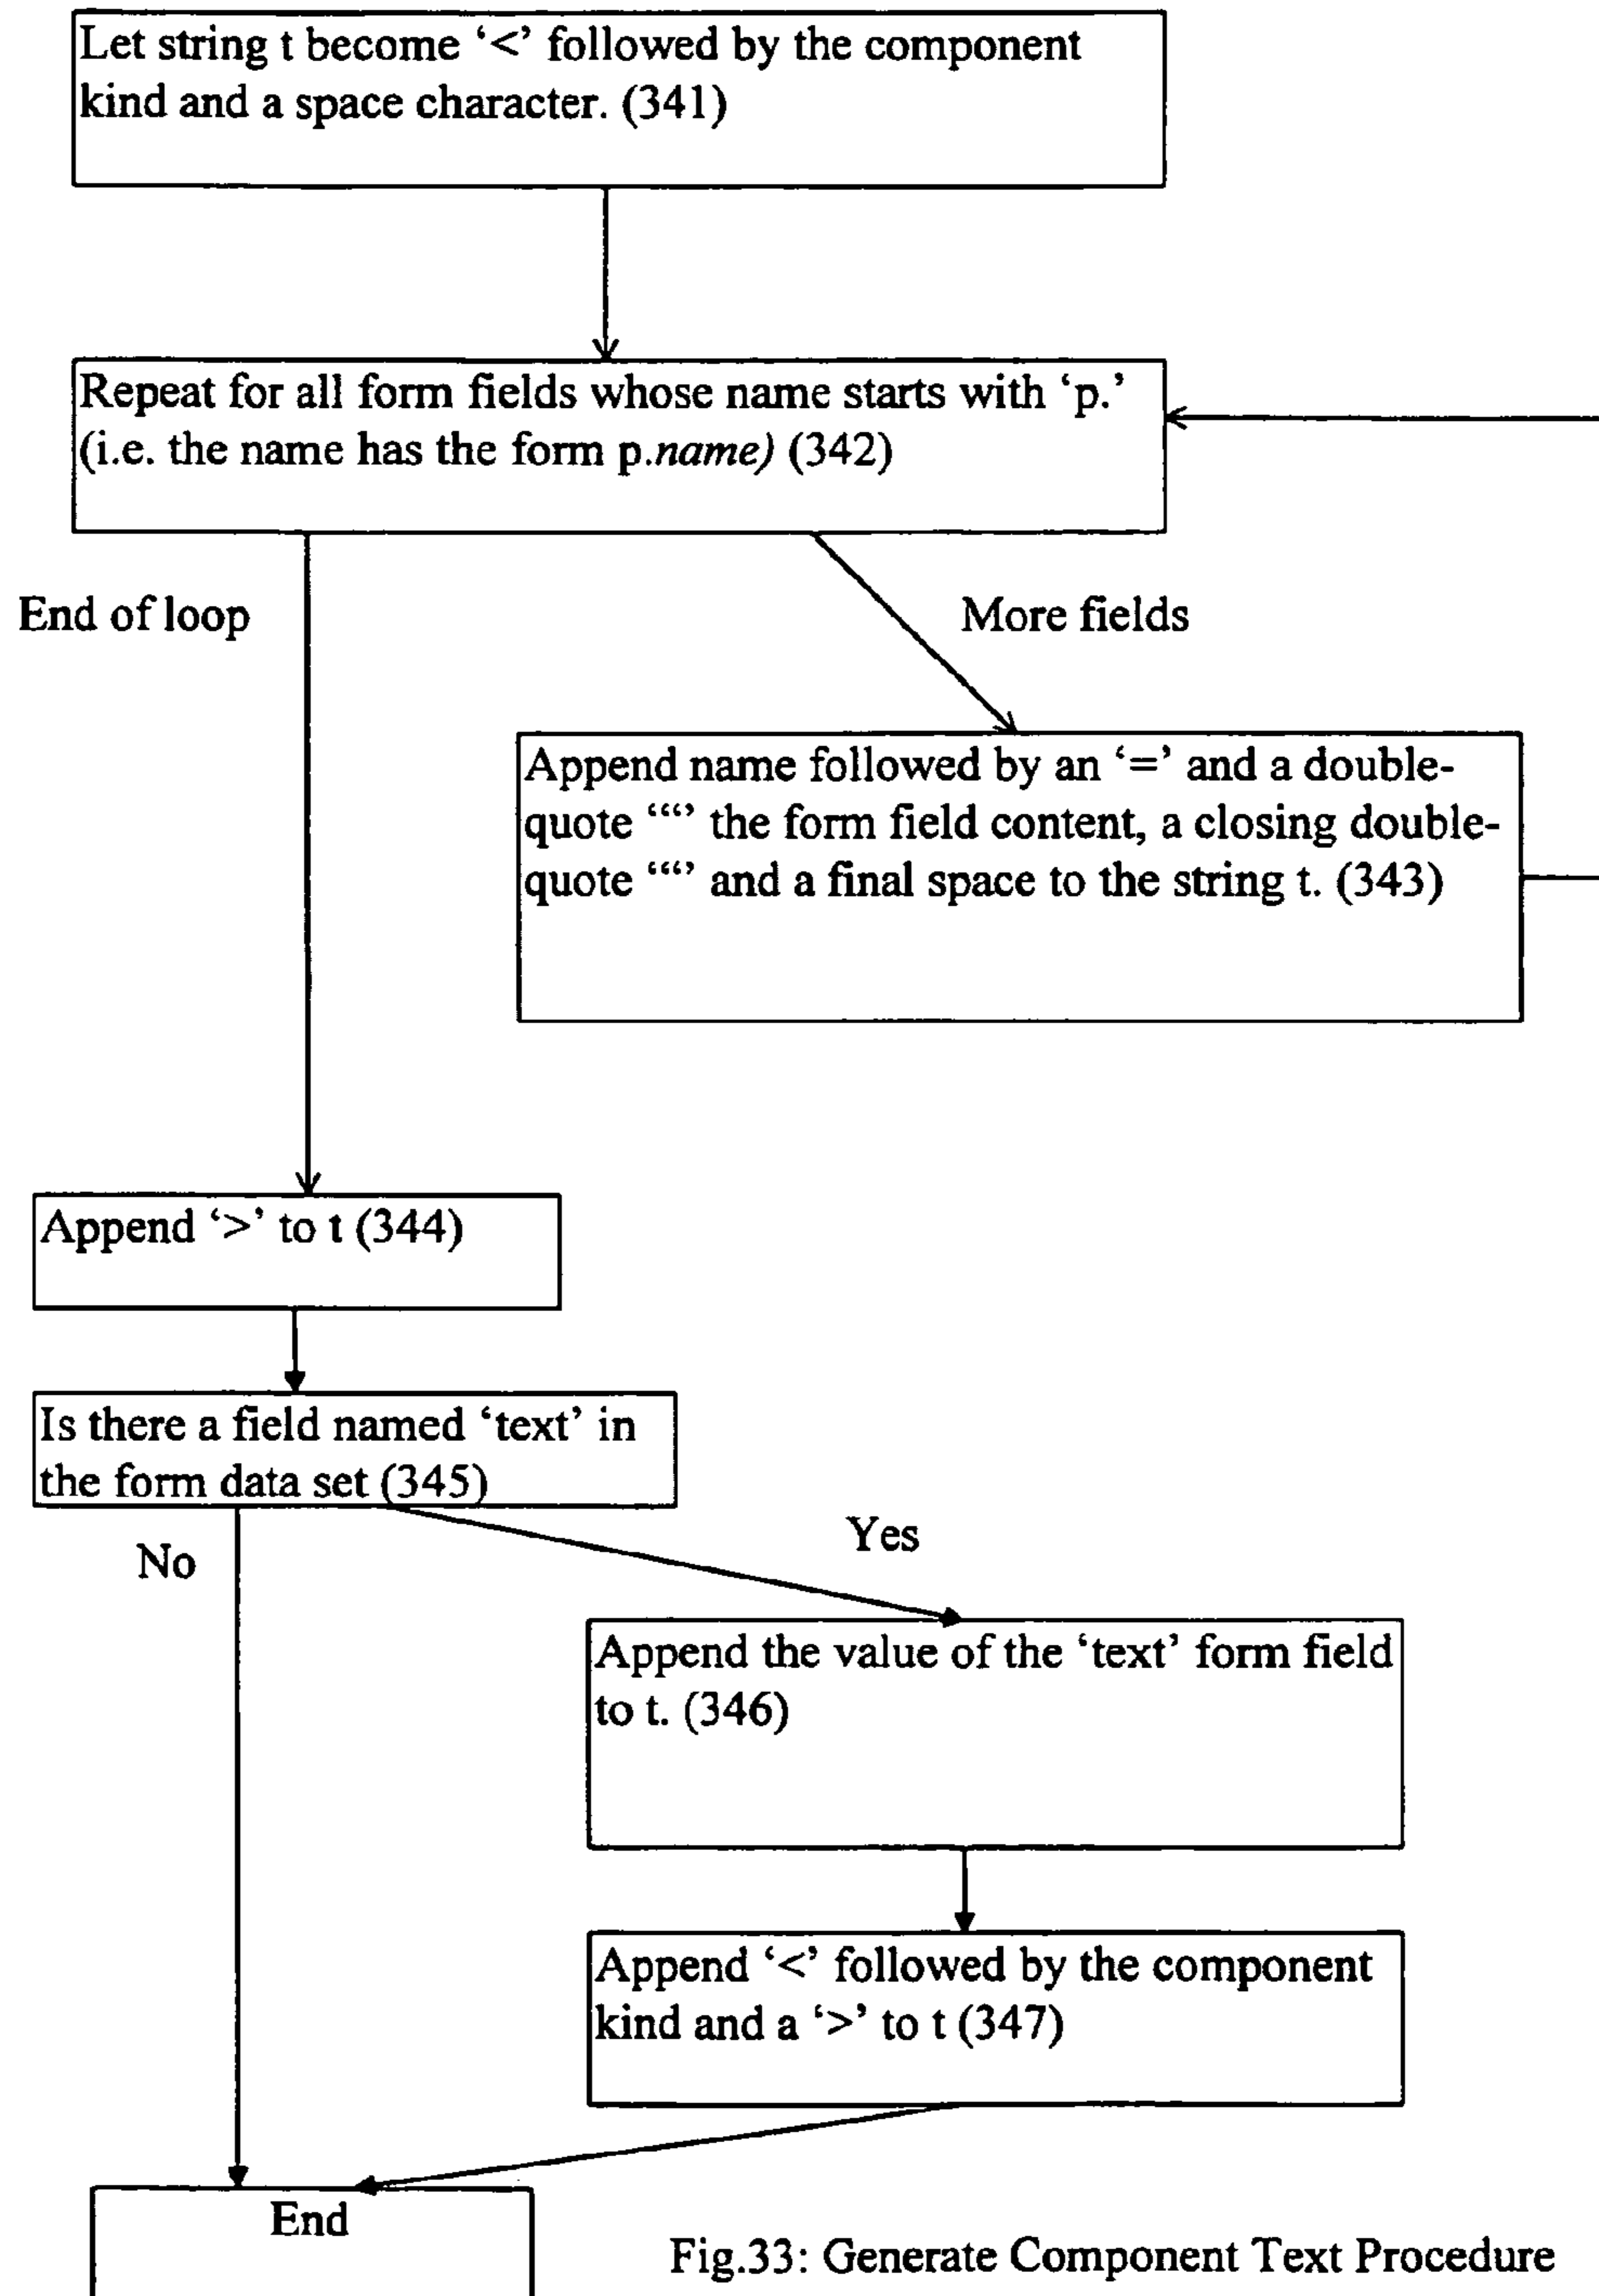 Let string t become ‘<’ followed by the component
kind and a space character. (341)
Repeat for all form fields whose name starts with ‘p.’
(i.e. the name has the form p.name) (342)
End of loop
More fields
Append name followed by an ‘=’ and a double-
quote ‘“‘’ the form field content, a closing double-
quote ‘“‘’ and a final space to the string t. (343)
Append ‘>’ to t (344)
Is there a field named ‘text’ in
the form data set (345)
No
Yes
Append the value of the ‘text’ form field
to t. (346)
Append ‘<’ followed by the component
kind and a ‘>’ to t (347)
End
Fig.33: Generate Component Text Procedure